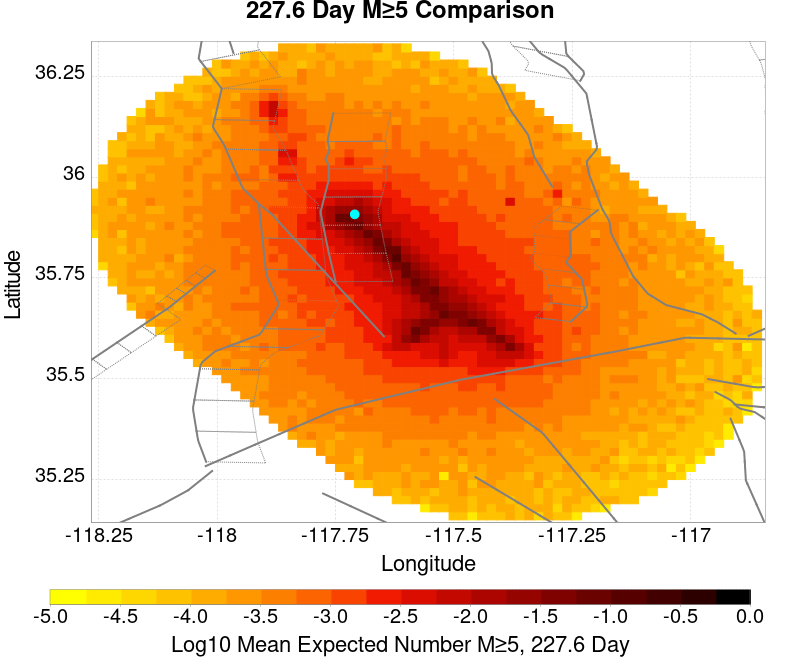 227.6 Day M≥5 Comparison
36.25
36
35.75
35.5
35.25
Latitude
-118.25 -118 -117.75 -117.5 -117.25 -117
Longitude
-5.0 -4.5 -4.0 -3.5 -3.0 -2.5 -2.0 -1.5 -1.0 -0.5 0.0
Log10 Mean Expected Number M≥5, 227.6 Day